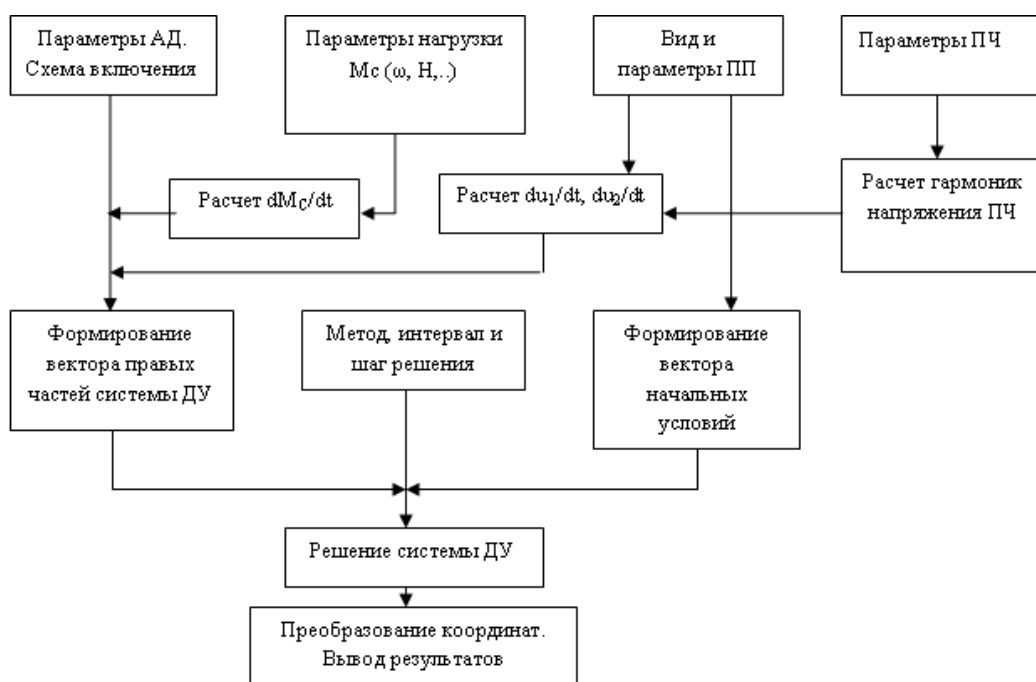 Параметры АД.
Схема включения
Параметры нагрузки
Мс (ω, Н,..)
Вид и
параметры ПП
Параметры ПЧ
Расчет dM_C/dt
Расчет du₁/dt, du₂/dt
Расчет гармоник
напряжения ПЧ
Формирование
вектора правых
частей системы ДУ
Метод, интервал и
шаг решения
Формирование
вектора
начальных
условий
Решение системы ДУ
Преобразование координат.
Вывод результатов